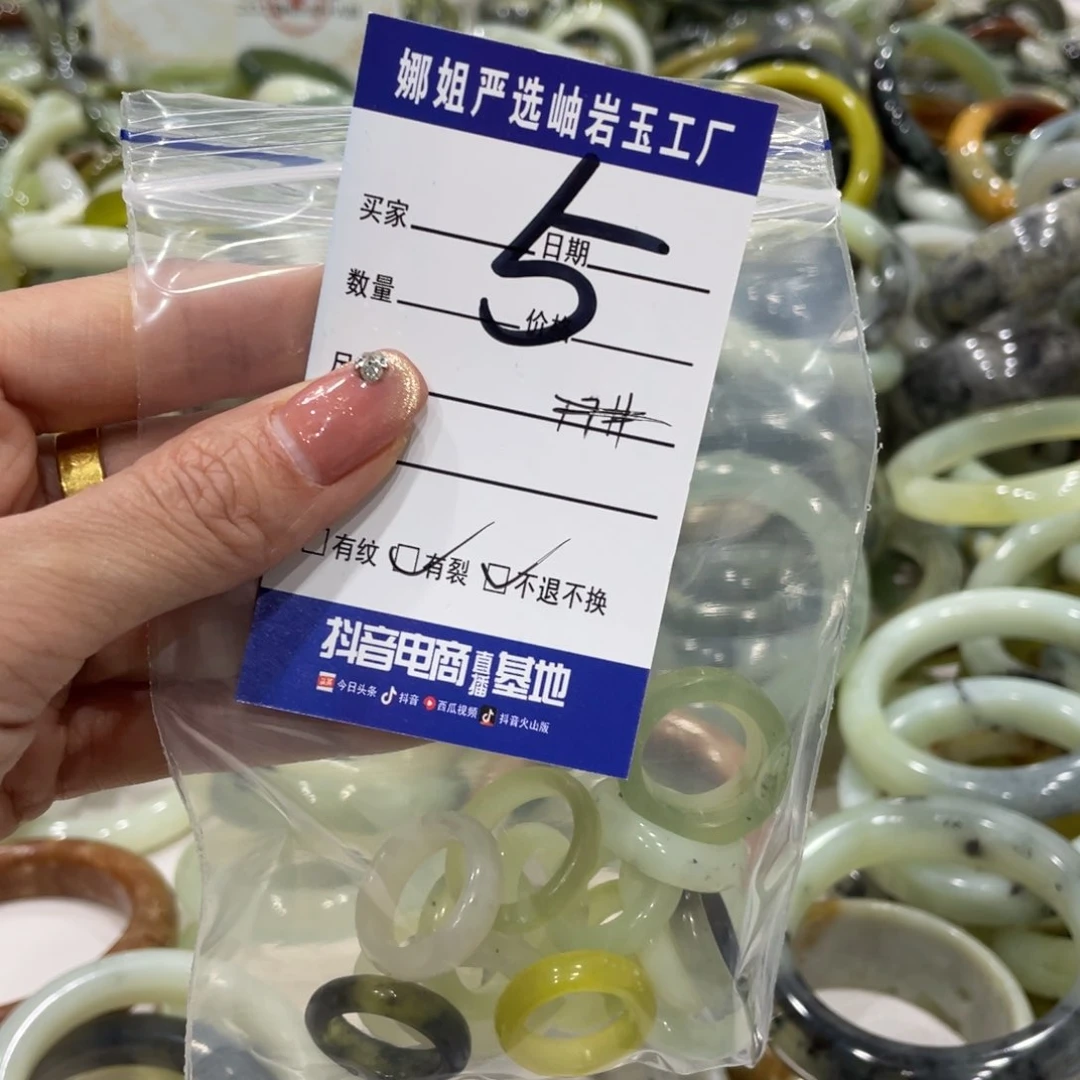 娜姐严选岫岩玉工厂
5
买家 日期
数量 价格
有纹 有裂 不退不换
抖音电商直播基地
今日头条 抖音 西瓜视频 抖音火山版